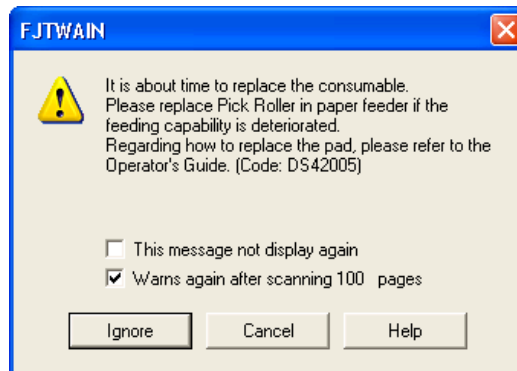 FJTWAIN
It is about time to replace the consumable.
Please replace Pick Roller in paper feeder if the
feeding capability is deteriorated.
Regarding how to replace the pad, please refer to the
Operator's Guide. (Code: DS42005)
This message not display again
Warns again after scanning 100 pages
Ignore Cancel Help